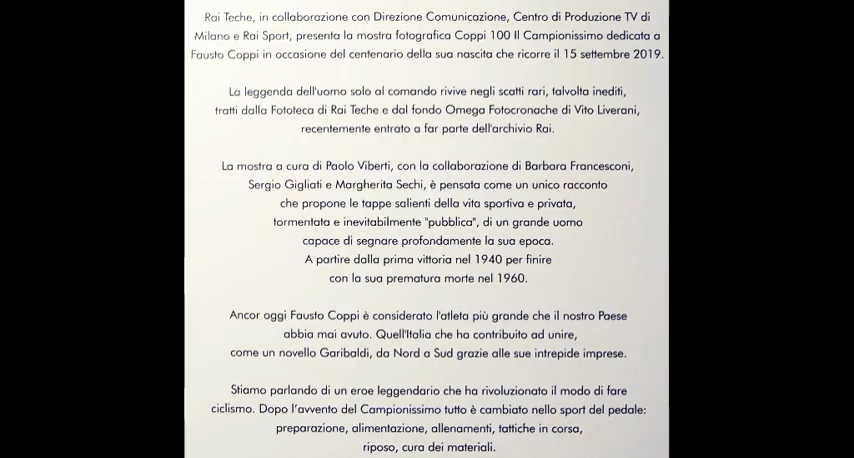 Rai Teche, in collaborazione con Direzione Comunicazione, Centro di Produzione TV di
Milano e Rai Sport, presenta la mostra fotografica Coppi 100 Il Campionissimo dedicata a
Fausto Coppi in occasione del centenario della sua nascita che ricorre il 15 settembre 2019.
La leggenda dell'uomo solo al comando rivive negli scatti rari, talvolta inediti,
tratti dalla Fototeca di Rai Teche e dal fondo Omega Fotocronache di Vito Liverani,
recentemente entrato a far parte dell'archivio Rai.
La mostra a cura di Paolo Viberti, con la collaborazione di Barbara Francesconi,
Sergio Gigliati e Margherita Sechi, è pensata come un unico racconto
che propone le tappe salienti della vita sportiva e privata,
tormentata e inevitabilmente "pubblica", di un grande uomo
capace di segnare profondamente la sua epoca.
A partire dalla prima vittoria nel 1940 per finire
con la sua prematura morte nel 1960.
Ancor oggi Fausto Coppi è considerato l'atleta più grande che il nostro Paese
abbia mai avuto. Quell'Italia che ha contribuito ad unire,
come un novello Garibaldi, da Nord a Sud grazie alle sue intrepide imprese.
Stiamo parlando di un eroe leggendario che ha rivoluzionato il modo di fare
ciclismo. Dopo l'avvento del Campionissimo tutto è cambiato nello sport del pedale:
preparazione, alimentazione, allenamenti, tattiche in corsa,
riposo, cura dei materiali.